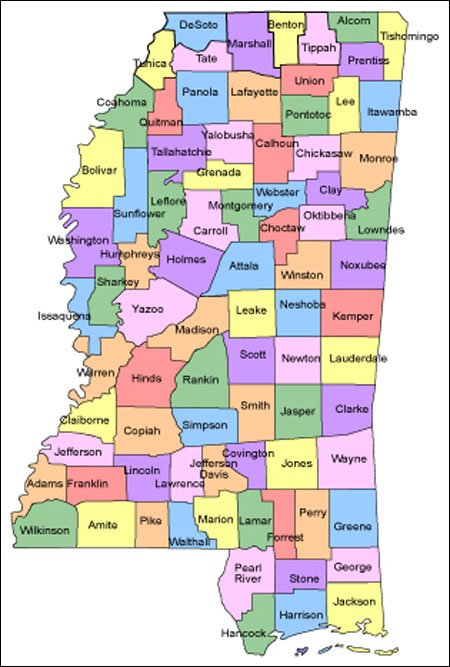 DeSoto
Benton
Alcorn
Tishomingo
Marshall
Tippah
Tunica
Tate
Prentiss
Union
Panola
Lafayette
Coahoma
Lee
Itawamba
Pontotoc
Quitman
Yalobusha
Calhoun
Tallahatchie
Chickasaw
Monroe
Bolivar
Grenada
Clay
Webster
Leflore
Montgomery
Sunflower
Oktibbeha
Choctaw
Carroll
Lowndes
Washington
Humphreys
Holmes
Attala
Noxubee
Winston
Sharkey
Yazoo
Leake
Neshoba
Issaquena
Kemper
Madison
Scott
Newton
Lauderdale
Warren
Hinds
Rankin
Smith
Jasper
Clarke
Claiborne
Simpson
Copiah
Jefferson
Covington
Wayne
Jefferson
Davis
Jones
Lincoln
Adams
Franklin
Lawrence
Perry
Marion
Lamar
Wilkinson
Amite
Pike
Greene
Forrest
Walthall
Pearl
River
George
Stone
Jackson
Harrison
Hancock